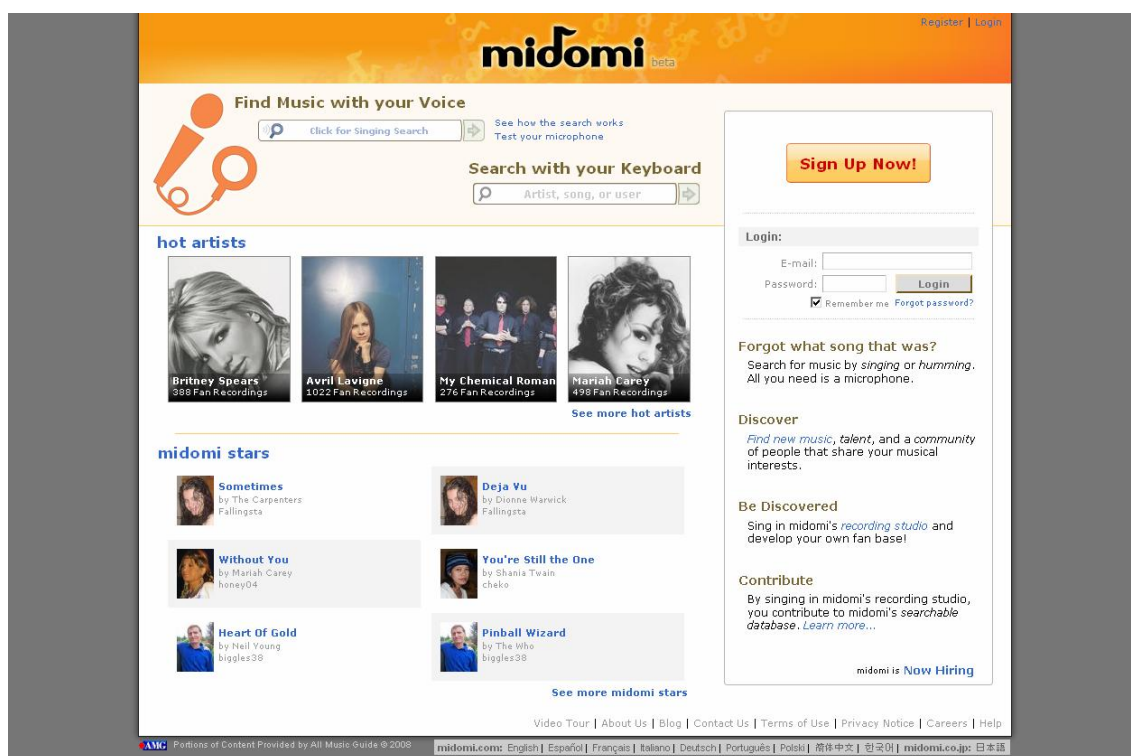 Register | Login
midomi beta
Find Music with your Voice
Click for Singing Search
See how the search works
Test your microphone
Search with your Keyboard
Artist, song, or user
Sign Up Now!
Login:
E-mail:
Password:
Login
Remember me Forgot password?
hot artists
Britney Spears
388 Fan Recordings
Avril Lavigne
1022 Fan Recordings
My Chemical Roman
276 Fan Recordings
Mariah Carey
498 Fan Recordings
See more hot artists
midomi stars
Sometimes
by The Carpenters
Fallingsta
Deja Vu
by Dionne Warwick
Fallingsta
Without You
by Mariah Carey
honey04
You're Still the One
by Shania Twain
cheko
Heart Of Gold
by Neil Young
biggles38
Pinball Wizard
by The Who
biggles38
See more midomi stars
Forgot what song that was?
Search for music by singing or humming.
All you need is a microphone.
Discover
Find new music, talent, and a community
of people that share your musical
interests.
Be Discovered
Sing in midomi's recording studio and
develop your own fan base!
Contribute
By singing in midomi's recording studio,
you contribute to midomi's searchable
database. Learn more...
midomi is Now Hiring
Video Tour | About Us | Blog | Contact Us | Terms of Use | Privacy Notice | Careers | Help
AMG Portions of Content Provided by All Music Guide © 2008
midomi.com: English | Español | Français | Italiano | Deutsch | Português | Polski | 简体中文 | 한국어 | midomi.co.jp: 日本語